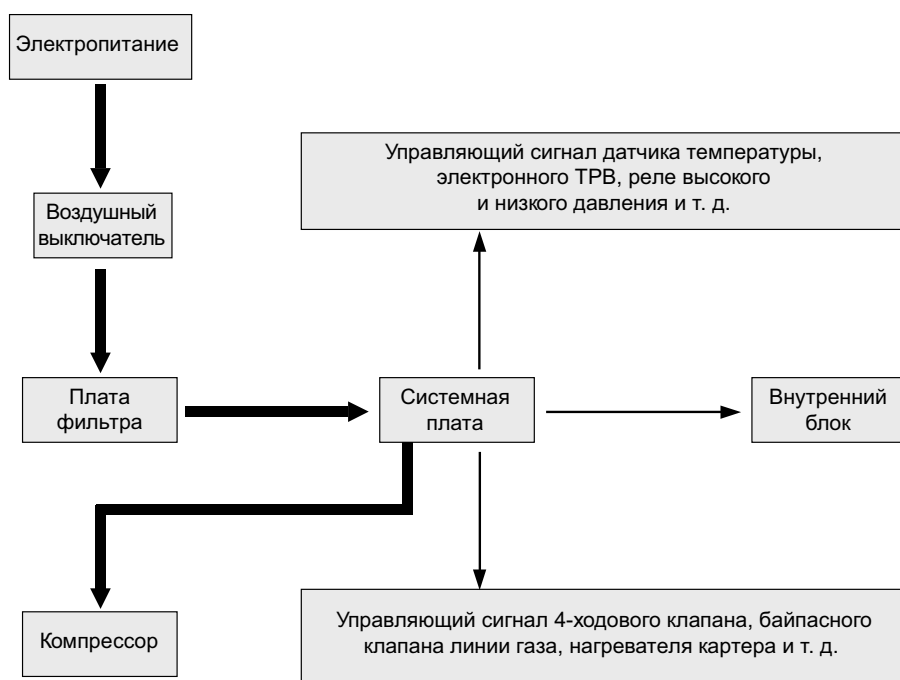 Электропитание
Управляющий сигнал датчика температуры,
электронного ТРВ, реле высокого
и низкого давления и т. д.
Воздушный
выключатель
Плата
фильтра
Системная
плата
Внутренний
блок
Компрессор
Управляющий сигнал 4-ходового клапана, байпасного
клапана линии газа, нагревателя картера и т. д.